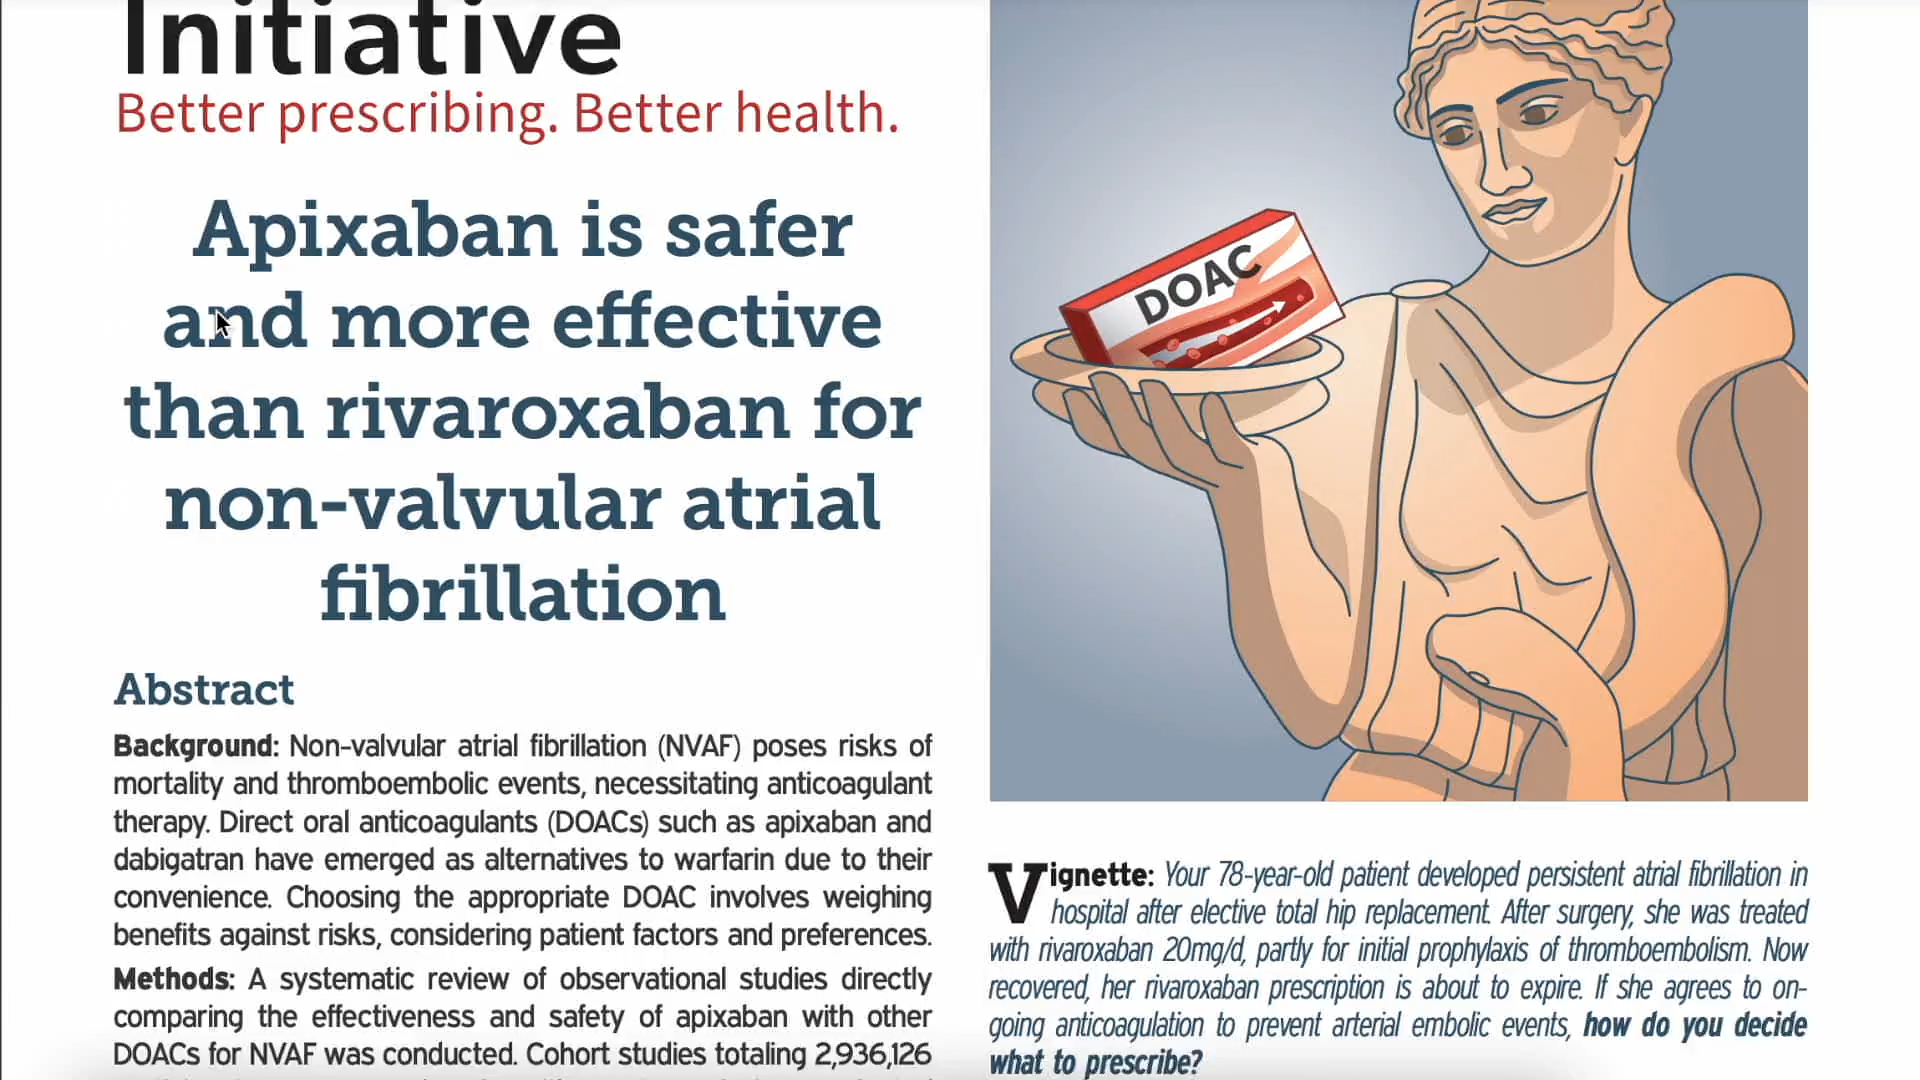 Initiative
Better prescribing. Better health.
Apixaban is safer
and more effective
than rivaroxaban for
non-valvular atrial
fibrillation
Abstract
Background: Non-valvular atrial fibrillation (NVAF) poses risks of
mortality and thromboembolic events, necessitating anticoagulant
therapy. Direct oral anticoagulants (DOACs) such as apixaban and
dabigatran have emerged as alternatives to warfarin due to their
convenience. Choosing the appropriate DOAC involves weighing
benefits against risks, considering patient factors and preferences.
Methods: A systematic review of observational studies directly
comparing the effectiveness and safety of apixaban with other
DOACs for NVAF was conducted. Cohort studies totaling 2,936,126
DOAC
Vignette: Your 78-year-old patient developed persistent atrial fibrillation in
hospital after elective total hip replacement. After surgery, she was treated
with rivaroxaban 20mg/d, partly for initial prophylaxis of thromboembolism. Now
recovered, her rivaroxaban prescription is about to expire. If she agrees to on-
going anticoagulation to prevent arterial embolic events, how do you decide
what to prescribe?